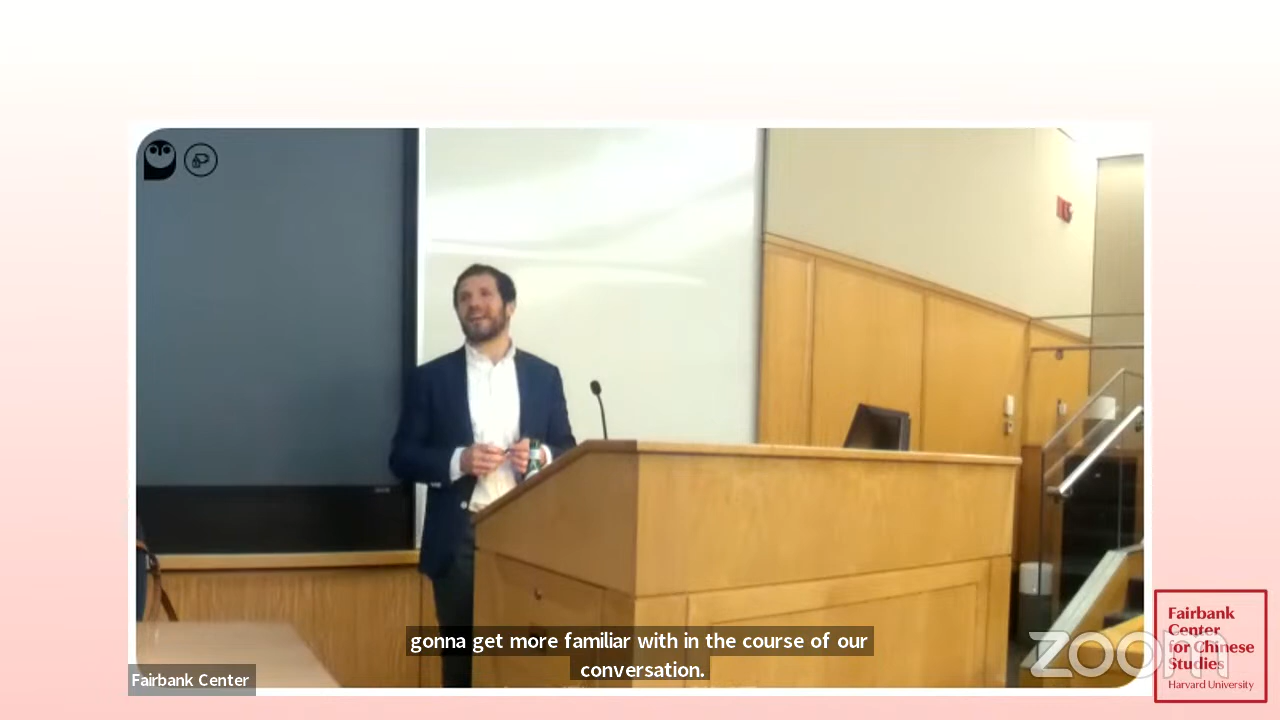 gonna get more familiar with in the course of our
conversation.
Fairbank Center
zoom
Fairbank
Center
for Chinese
Studies
Harvard University